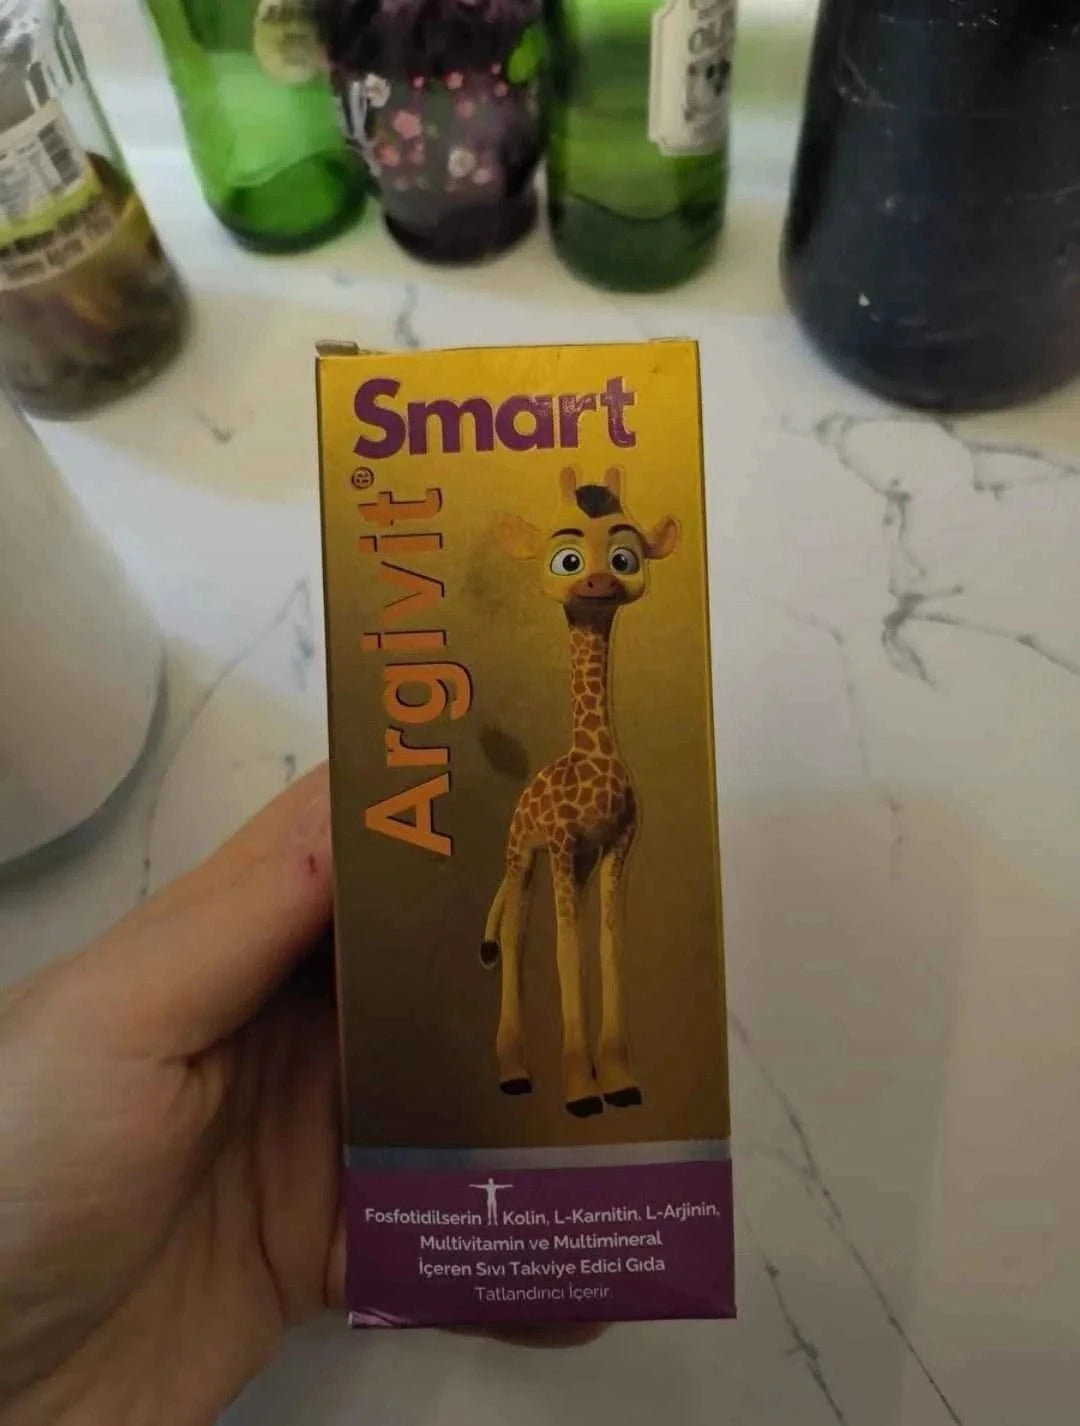 Smart
Argivit®
Fosfotidilserin Kolin, L-Karnitin, L-Arjinin,
Multivitamin ve Multimineral
İçeren Sıvı Takviye Edici Gıda
Tatlandırıcı İçerir.